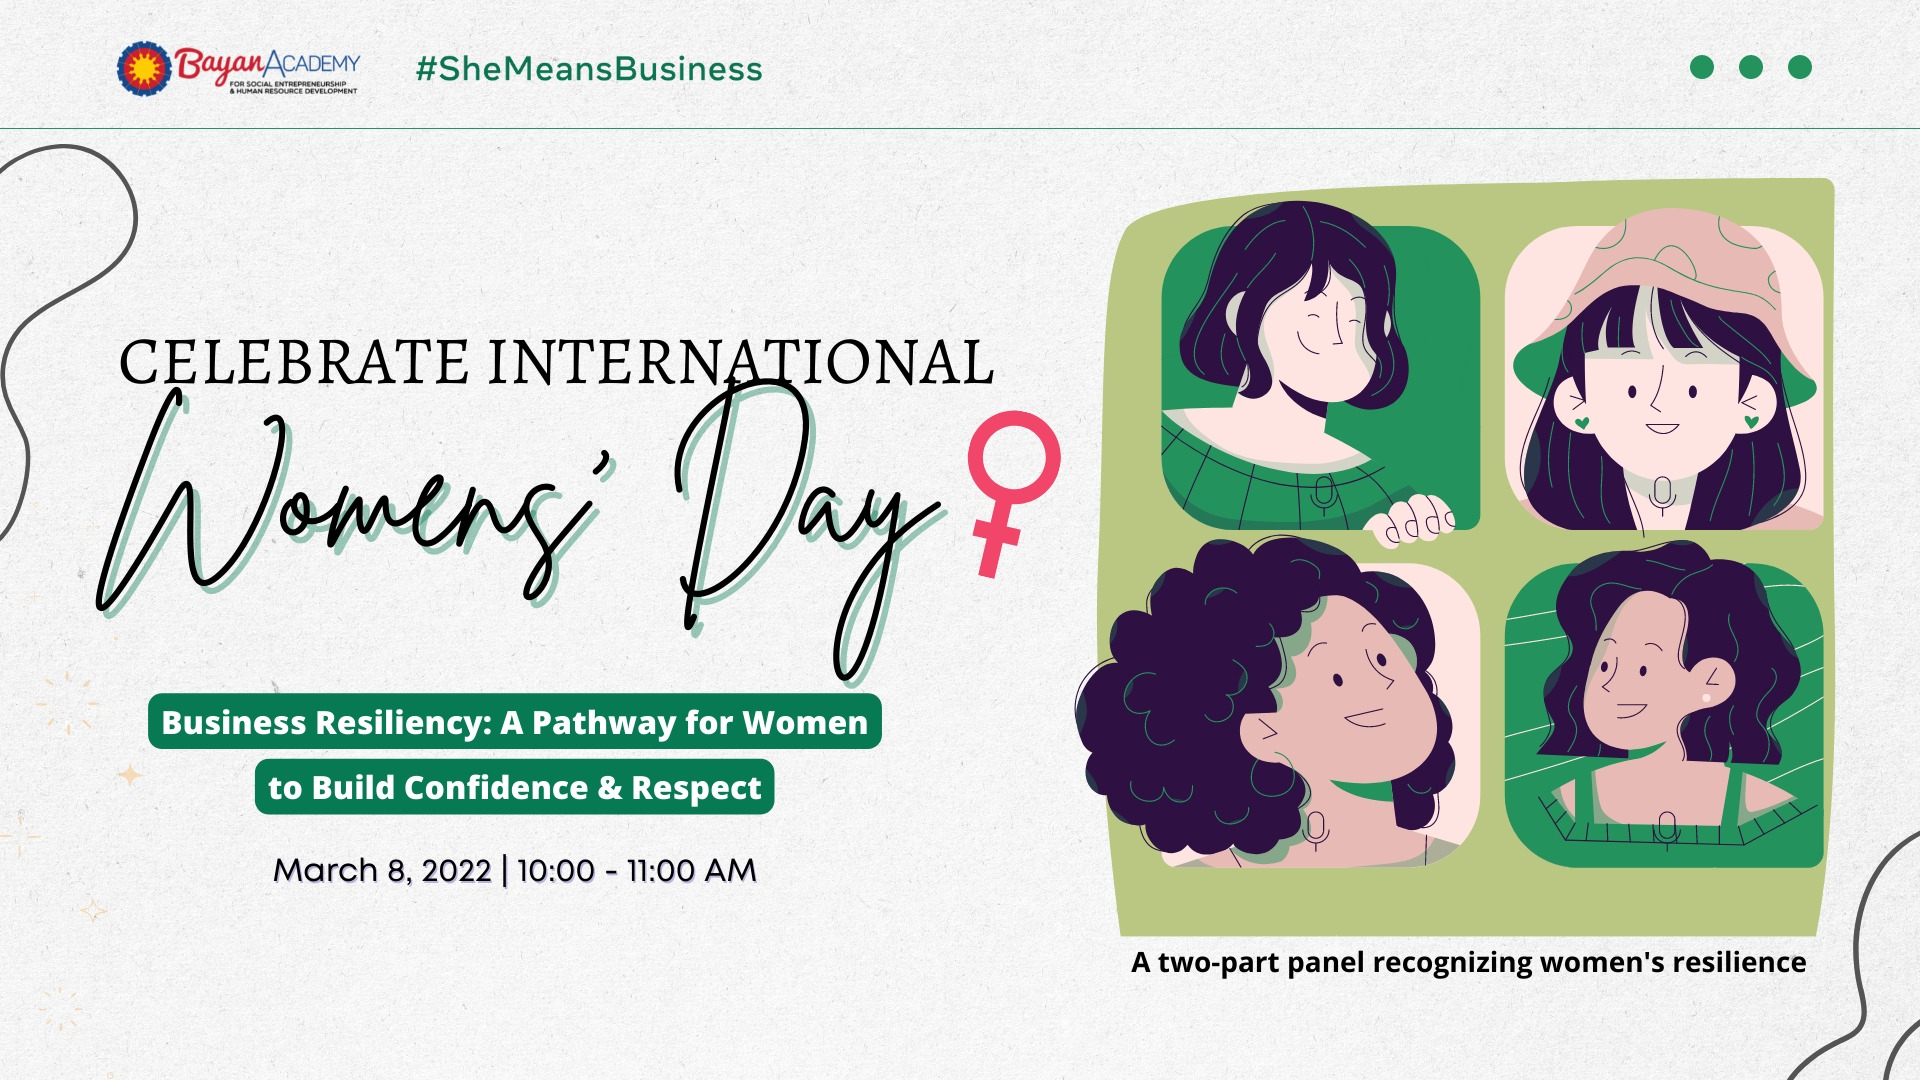 BayanACADEMY
FOR SOCIAL ENTREPRENEURSHIP
& HUMAN RESOURCE DEVELOPMENT
#SheMeansBusiness
CELEBRATE INTERNATIONAL
Womens' Day
Business Resiliency: A Pathway for Women
to Build Confidence & Respect
March 8, 2022 | 10:00 - 11:00 AM
A two-part panel recognizing women's resilience